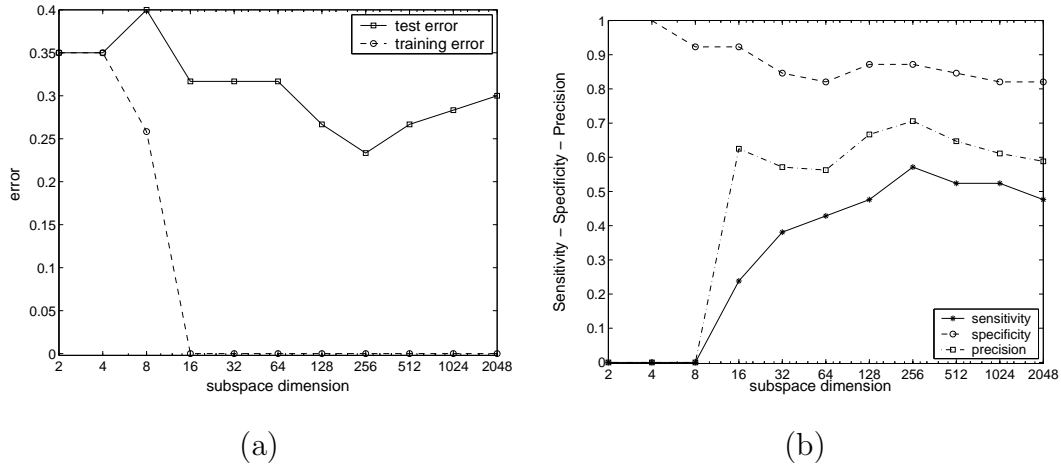 0.4
0.35
0.3
0.25
0.2
0.15
0.1
0.05
0
error
2 4 8 16 32 64 128 256 512 1024 2048
subspace dimension
test error
training error
(a)
1
0.9
0.8
0.7
0.6
0.5
0.4
0.3
0.2
0.1
0
Sensitivity − Specificity − Precision
2 4 8 16 32 64 128 256 512 1024 2048
subspace dimension
sensitivity
specificity
precision
(b)